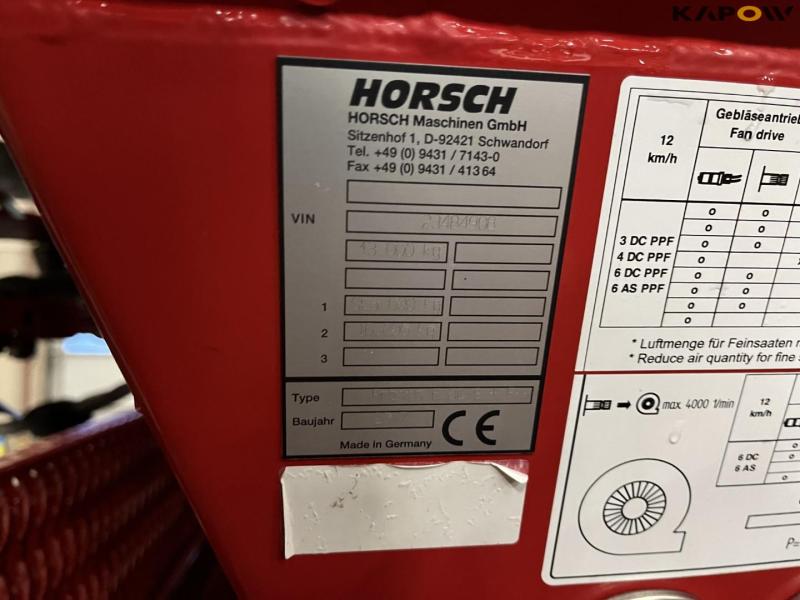 KAPOW
HORSCH
HORSCH Maschinen GmbH
Sitzenhof 1, D-92421 Schwandorf
Tel. +49 (0) 9431 / 7143-0
Fax +49 (0) 9431 / 41364
VIN
kg
1
2
3
Type
Baujahr
CE
Made in Germany
12
km/h
Gebläseantrieb
Fan drive
3 DC PPF
4 DC PPF
6 DC PPF
6 AS PPF
* Luftmenge für Feinsaaten
* Reduce air quantity for fine
max. 4000 1/min
12
km/h
6 DC
6 AS
P=